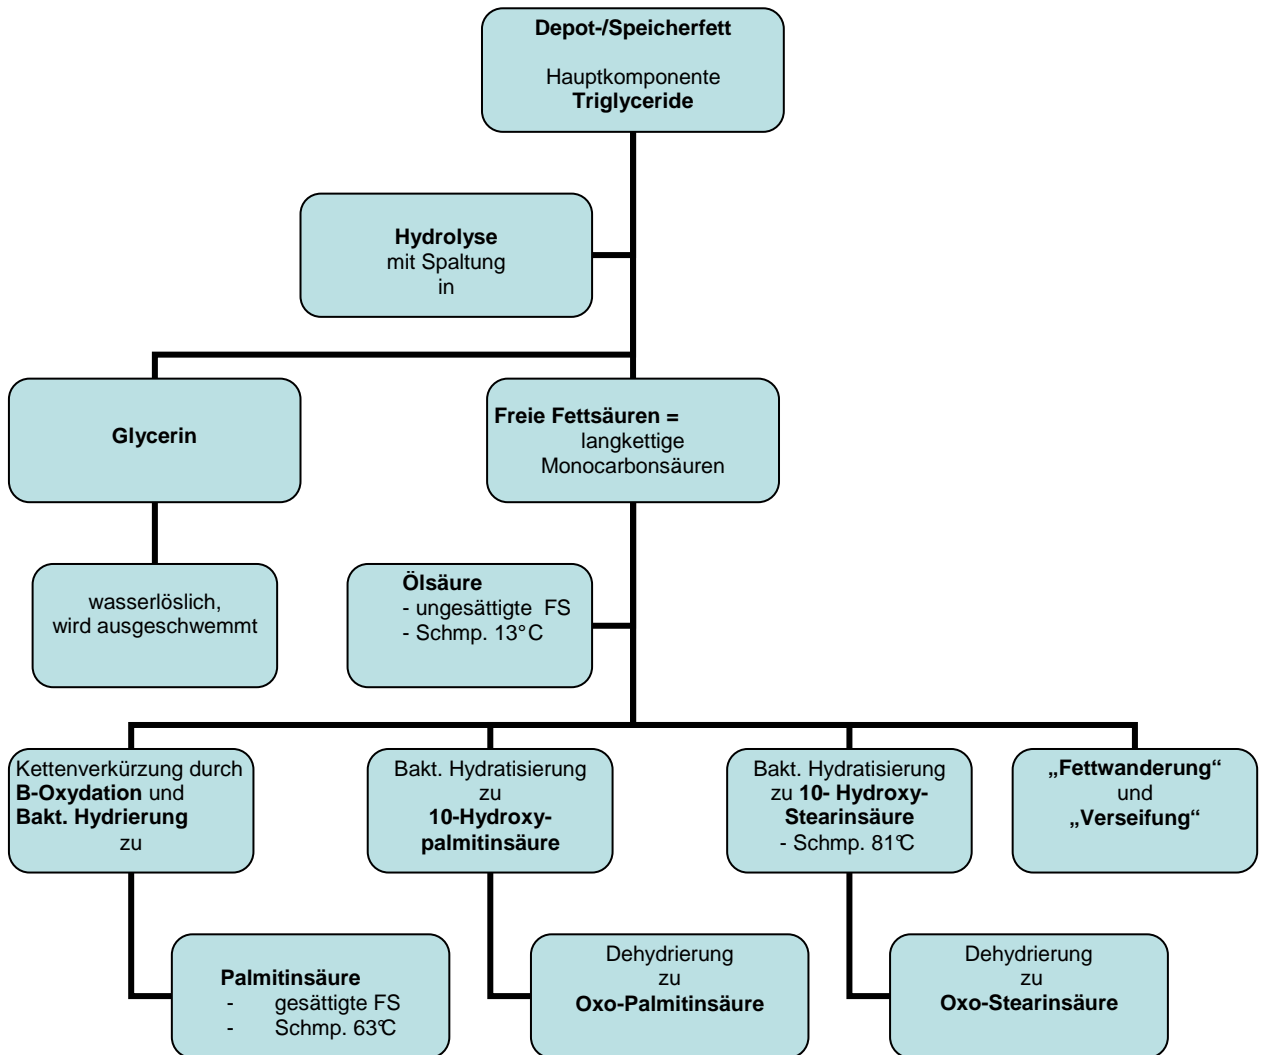 Depot-/Speicherfett
Hauptkomponente
Triglyceride
Hydrolyse
mit Spaltung
in
Glycerin
Freie Fettsäuren =
langkettige
Monocarbonsäuren
wasserlöslich,
wird ausgeschwemmt
Ölsäure
- ungesättigte FS
- Schmp. 13°C
Kettenverkürzung durch
B-Oxydation und
Bakt. Hydrierung
zu
Bakt. Hydratisierung
zu
10-Hydroxy-
palmitinsäure
Bakt. Hydratisierung
zu 10- Hydroxy-
Stearinsäure
- Schmp. 81°C
„Fettwanderung“
und
„Verseifung“
Palmitinsäure
- gesättigte FS
- Schmp. 63°C
Dehydrierung
zu
Oxo-Palmitinsäure
Dehydrierung
zu
Oxo-Stearinsäure